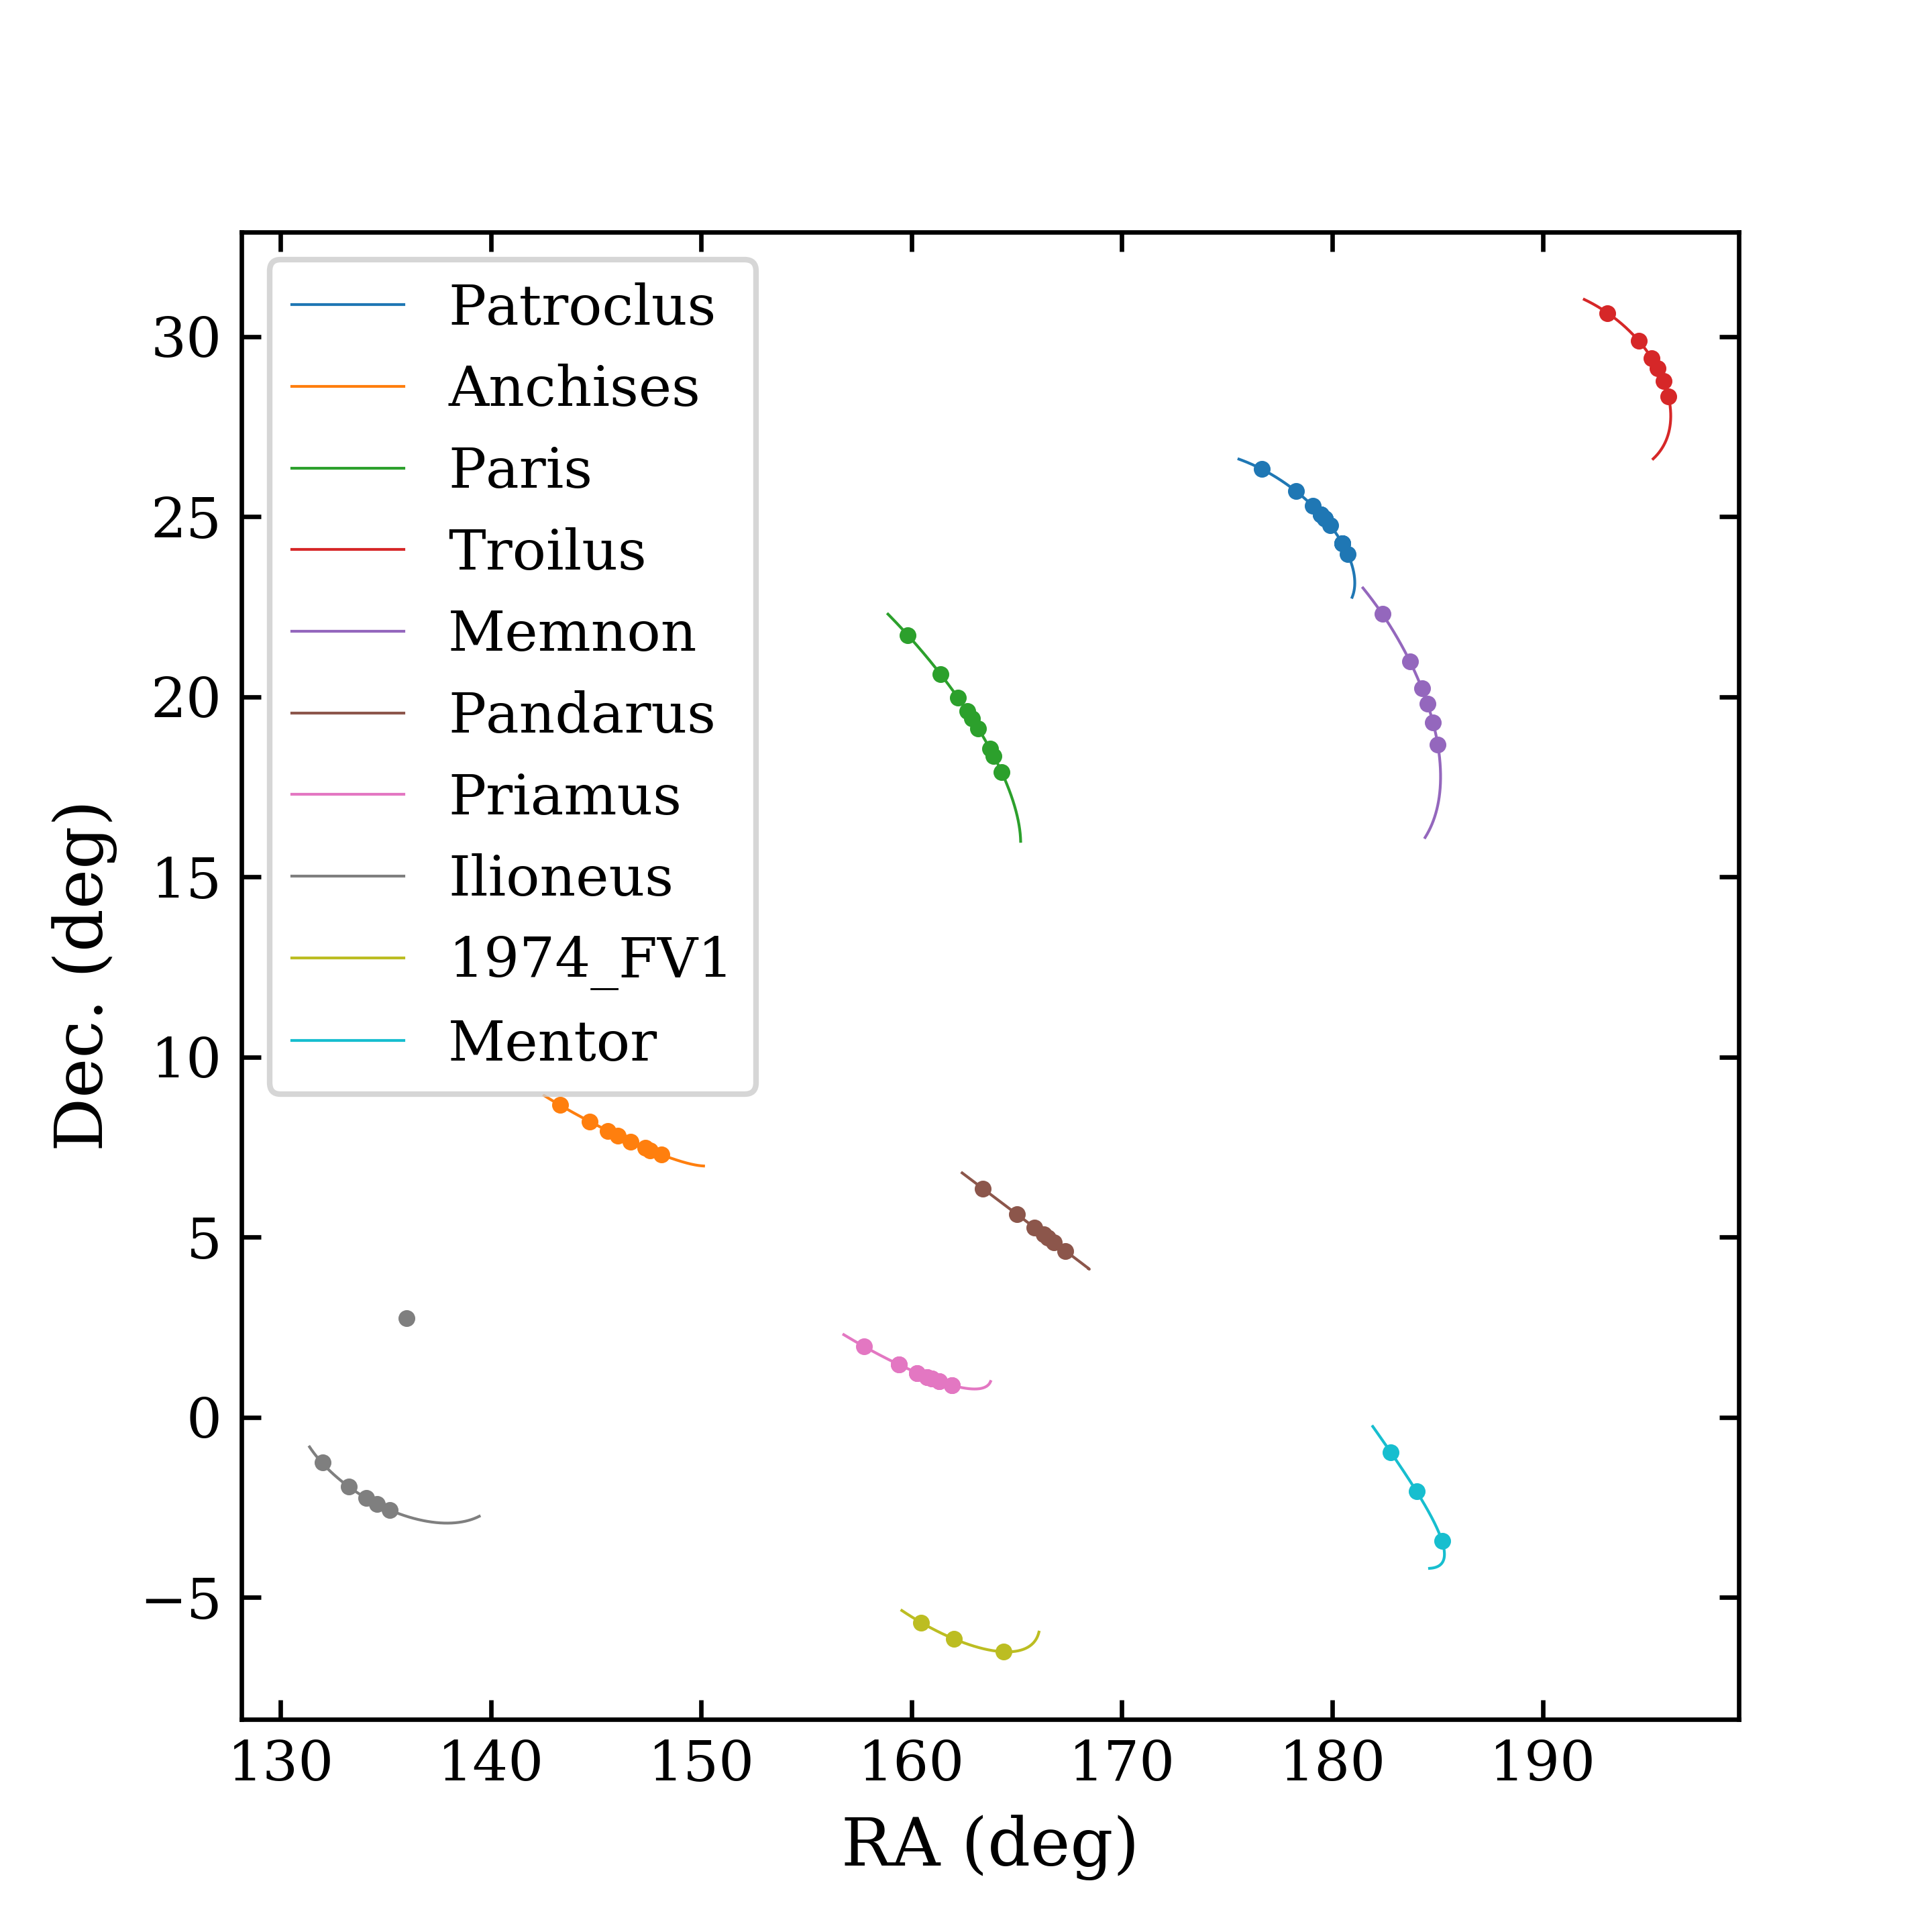 Patroclus
Anchises
Paris
Troilus
Memnon
Pandarus
Priamus
Ilioneus
1974_FV1
Mentor
30
25
20
15
10
5
0
−5
Dec. (deg)
130 140 150 160 170 180 190
RA (deg)